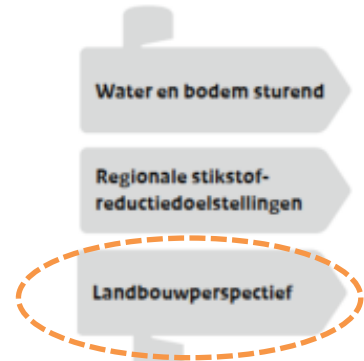 Water en bodem sturend
Regionale stikstof-
reductiedoelstellingen
Landbouwperspectief